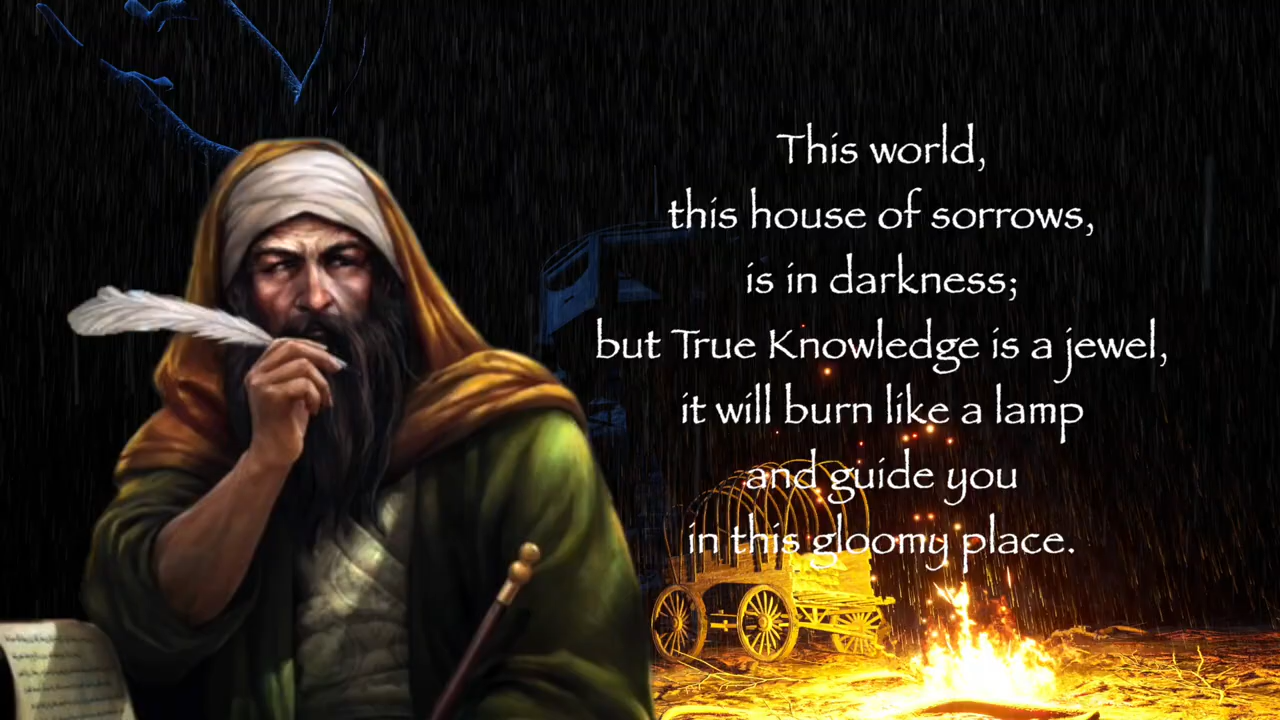 This world,
this house of sorrows,
is in darkness;
but True Knowledge is a jewel,
it will burn like a lamp
and guide you
in this gloomy place.